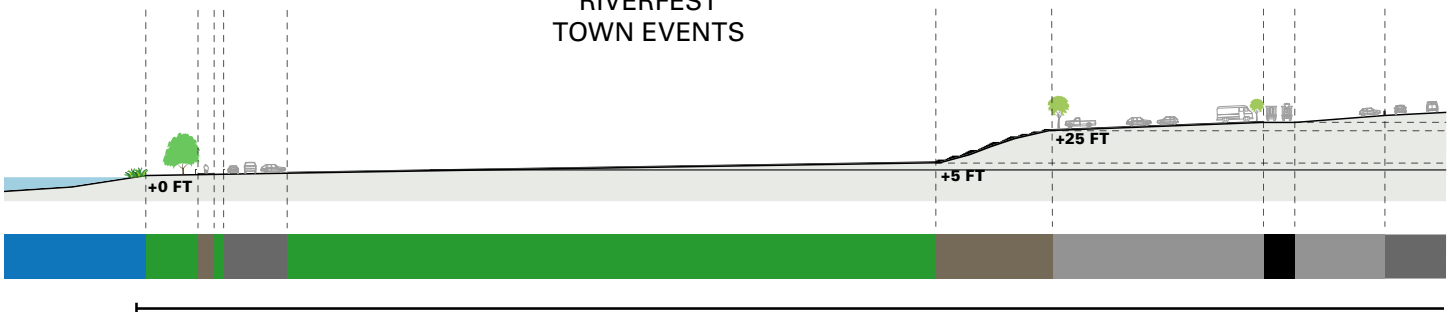 RIVERFEST
TOWN EVENTS
+25 FT
+0 FT
+5 FT